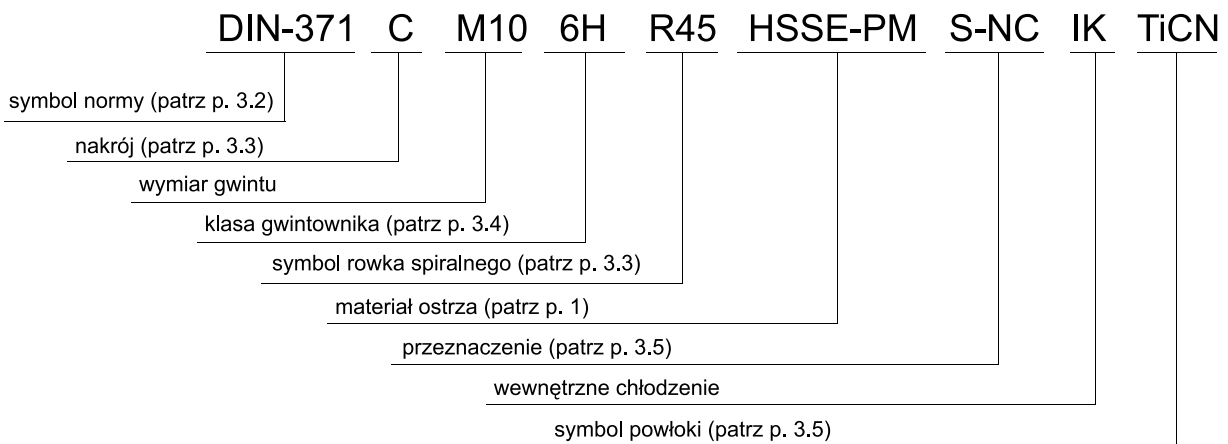 DIN-371 C M10 6H R45 HSSE-PM S-NC IK TiCN
symbol normy (patrz p. 3.2)
nakrój (patrz p. 3.3)
wymiar gwintu
klasa gwintownika (patrz p. 3.4)
symbol rowka spiralnego (patrz p. 3.3)
materiał ostrza (patrz p. 1)
przeznaczenie (patrz p. 3.5)
wewnętrzne chłodzenie
symbol powłoki (patrz p. 3.5)